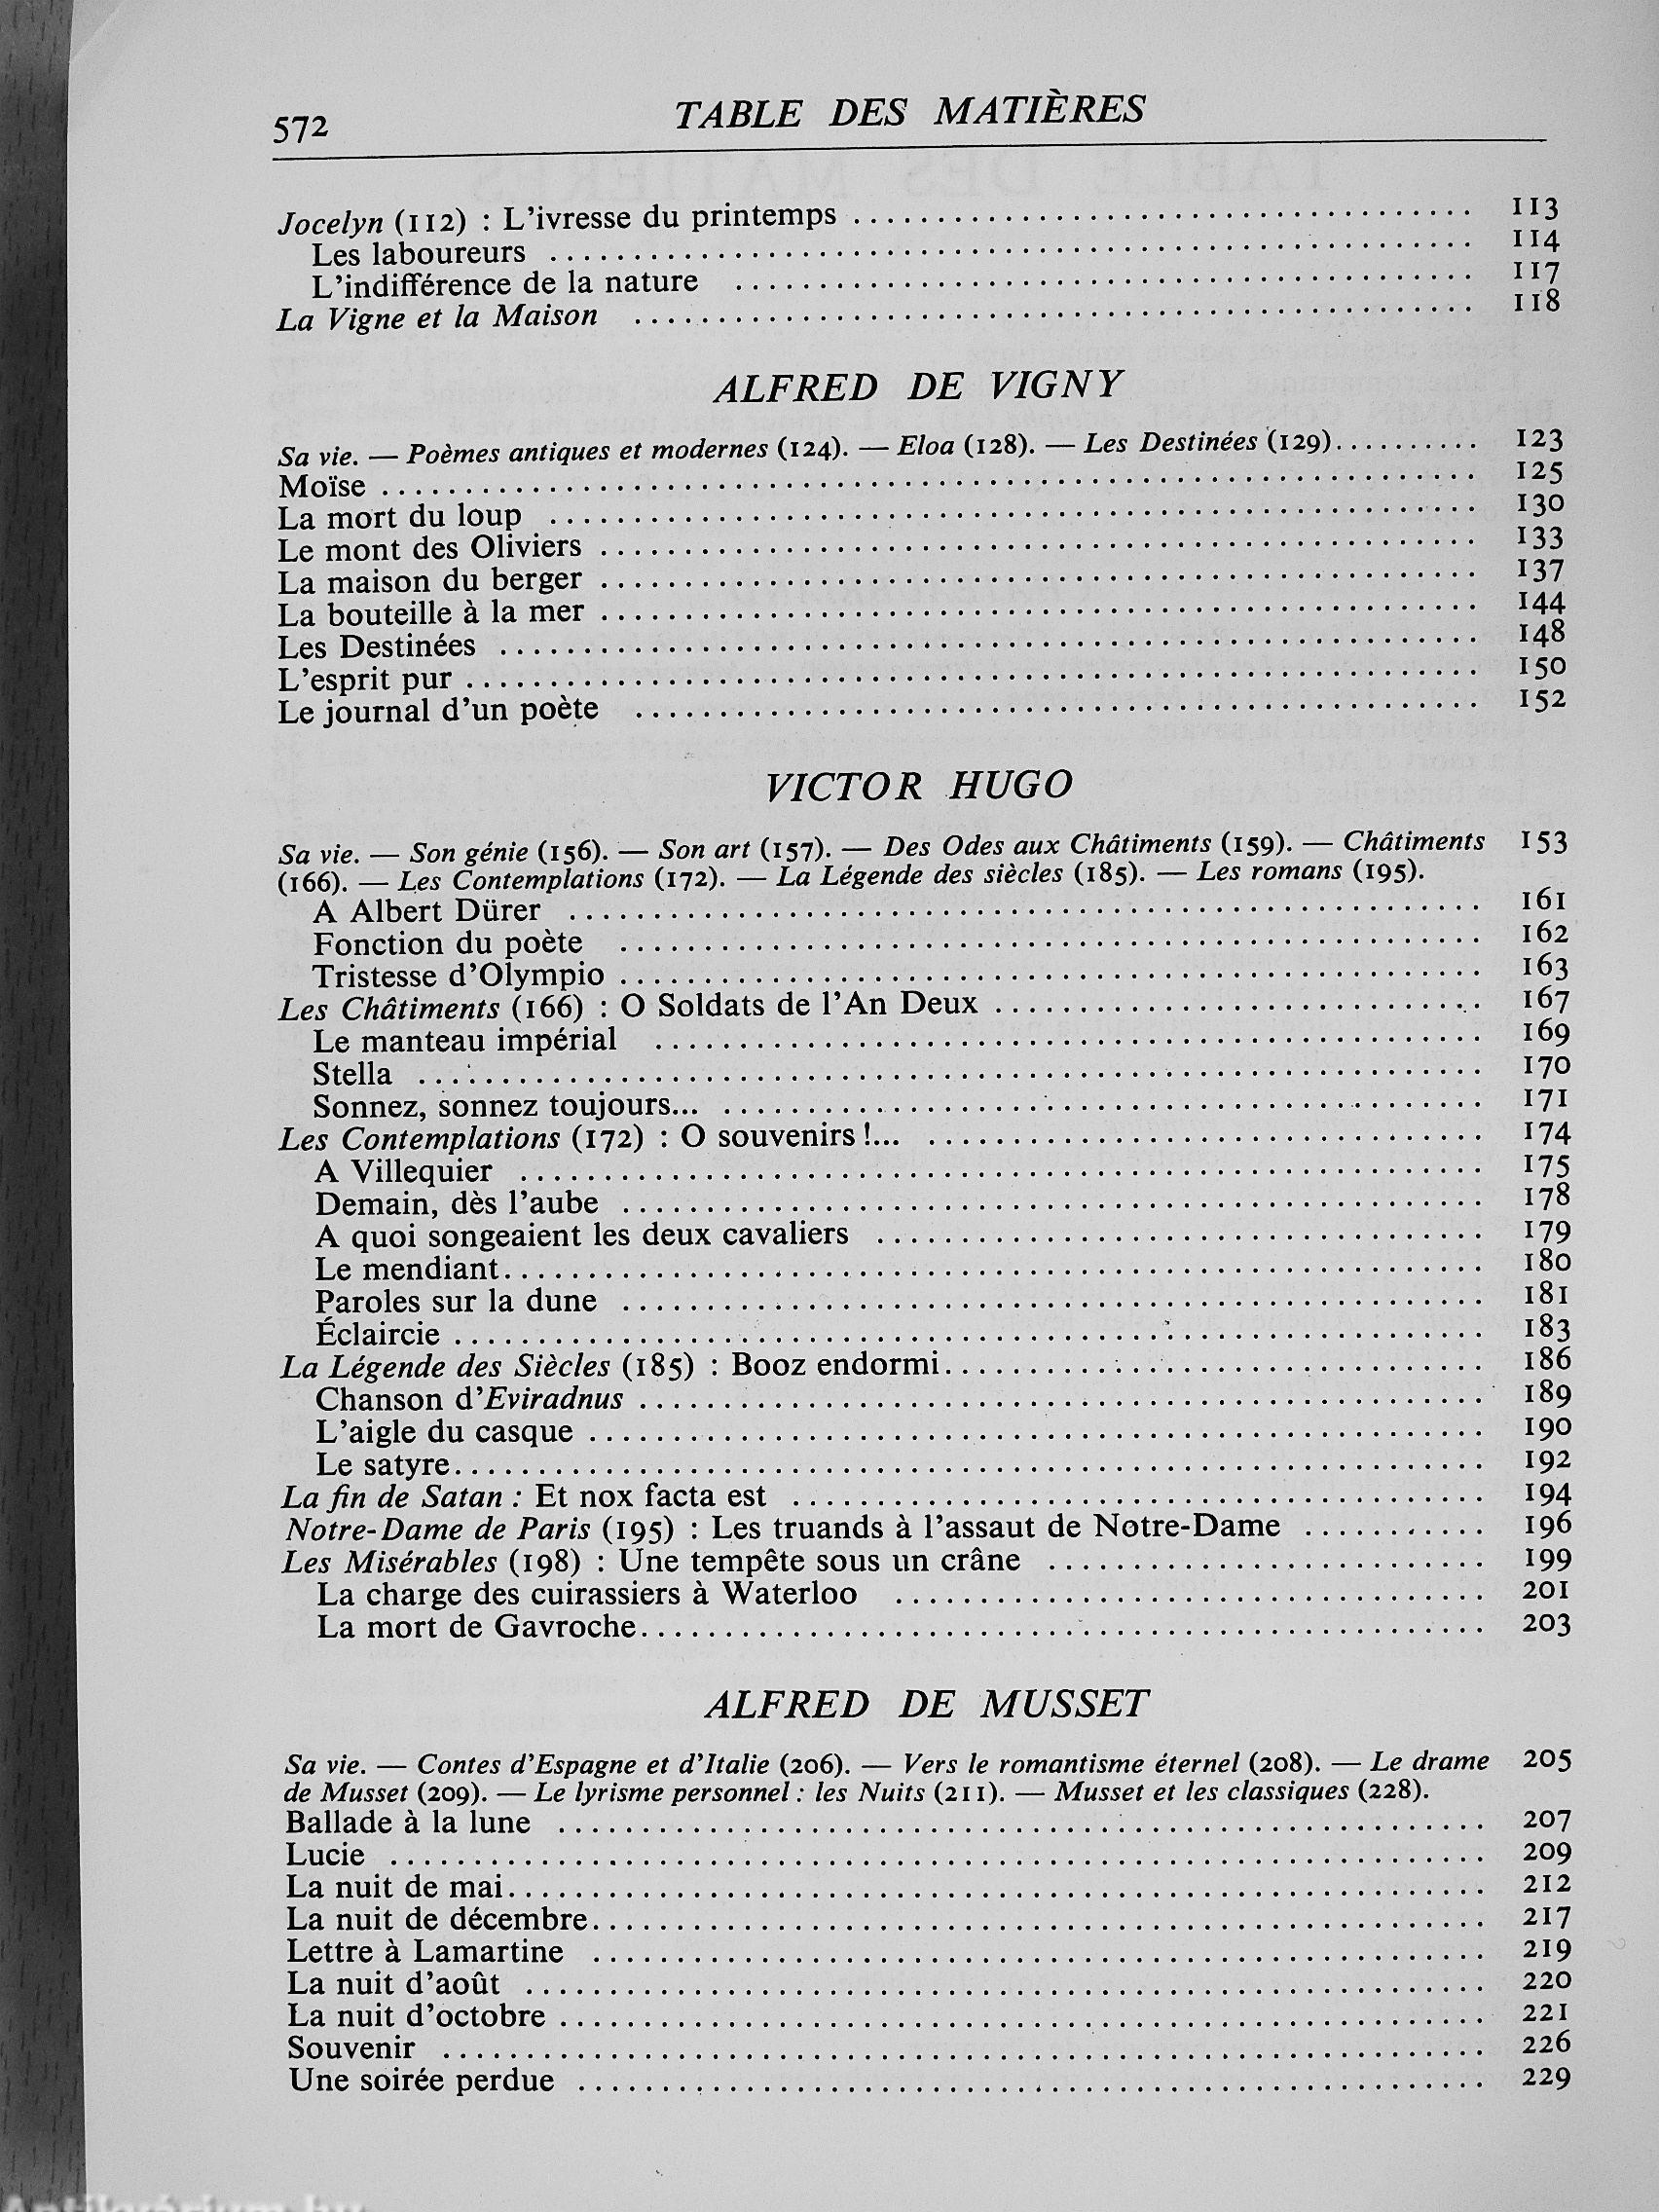 572 TABLE DES MATIÈRES
Jocelyn (112) : L'ivresse du printemps ........ 113
Les laboureurs ........ 114
L'indifférence de la nature ........ 117
La Vigne et la Maison ........ 118
ALFRED DE VIGNY
Sa vie. — Poèmes antiques et modernes (124). — Eloa (128). — Les Destinées (129).......... 123
Moïse ........ 125
La mort du loup ........ 130
Le mont des Oliviers ........ 133
La maison du berger ........ 137
La bouteille à la mer ........ 144
Les Destinées ........ 148
L'esprit pur ........ 150
Le journal d'un poète ........ 152
VICTOR HUGO
Sa vie. — Son génie (156). — Son art (157). — Des Odes aux Châtiments (159). — Châtiments 153
(166). — Les Contemplations (172). — La Légende des siècles (185). — Les romans (195).
A Albert Dürer ........ 161
Fonction du poète ........ 162
Tristesse d'Olympio ........ 163
Les Châtiments (166) : O Soldats de l'An Deux ........ 167
Le manteau impérial ........ 169
Stella ........ 170
Sonnez, sonnez toujours... ........ 171
Les Contemplations (172) : O souvenirs !... ........ 174
A Villequier ........ 175
Demain, dès l'aube ........ 178
A quoi songeaient les deux cavaliers ........ 179
Le mendiant ........ 180
Paroles sur la dune ........ 181
Éclaircie ........ 183
La Légende des Siècles (185) : Booz endormi ........ 186
Chanson d'Eviradnus ........ 189
L'aigle du casque ........ 190
Le satyre ........ 192
La fin de Satan : Et nox facta est ........ 194
Notre-Dame de Paris (195) : Les truands à l'assaut de Notre-Dame ........ 196
Les Misérables (198) : Une tempête sous un crâne ........ 199
La charge des cuirassiers à Waterloo ........ 201
La mort de Gavroche ........ 203
ALFRED DE MUSSET
Sa vie. — Contes d'Espagne et d'Italie (206). — Vers le romantisme éternel (208). — Le drame 205
de Musset (209). — Le lyrisme personnel : les Nuits (211). — Musset et les classiques (228).
Ballade à la lune ........ 207
Lucie ........ 209
La nuit de mai ........ 212
La nuit de décembre ........ 217
Lettre à Lamartine ........ 219
La nuit d'août ........ 220
La nuit d'octobre ........ 221
Souvenir ........ 226
Une soirée perdue ........ 229